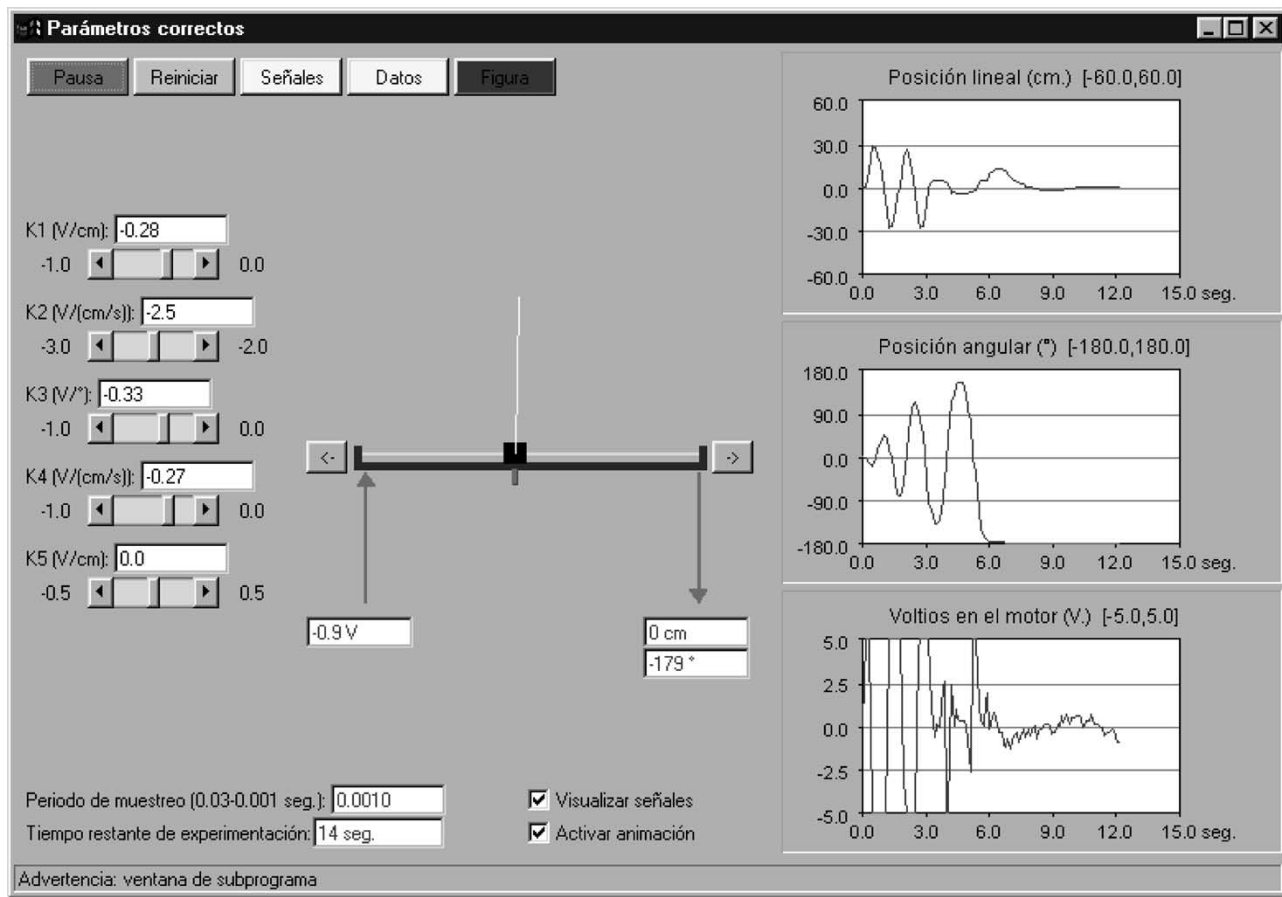 Parámetros correctos
Pausa Reiniciar Señales Datos Figura
K1 (V/cm): -0.28
-1.0 0.0
K2 (V/(cm/s)): -2.5
-3.0 -2.0
K3 (V/°): -0.33
-1.0 0.0
K4 (V/(cm/s)): -0.27
-1.0 0.0
K5 (V/cm): 0.0
-0.5 0.5
<- ->
-0.9 V
0 cm
-179 °
Periodo de muestreo (0.03-0.001 seg.): 0.0010
Tiempo restante de experimentación: 14 seg.
Visualizar señales
Activar animación
Posición lineal (cm.) [-60.0,60.0]
60.0
30.0
0.0
-30.0
-60.0
0.0 3.0 6.0 9.0 12.0 15.0 seg.
Posición angular (°) [-180.0,180.0]
180.0
90.0
0.0
-90.0
-180.0
0.0 3.0 6.0 9.0 12.0 15.0 seg.
Voltios en el motor (V.) [-5.0,5.0]
5.0
2.5
0.0
-2.5
-5.0
0.0 3.0 6.0 9.0 12.0 15.0 seg.
Advertencia: ventana de subprograma